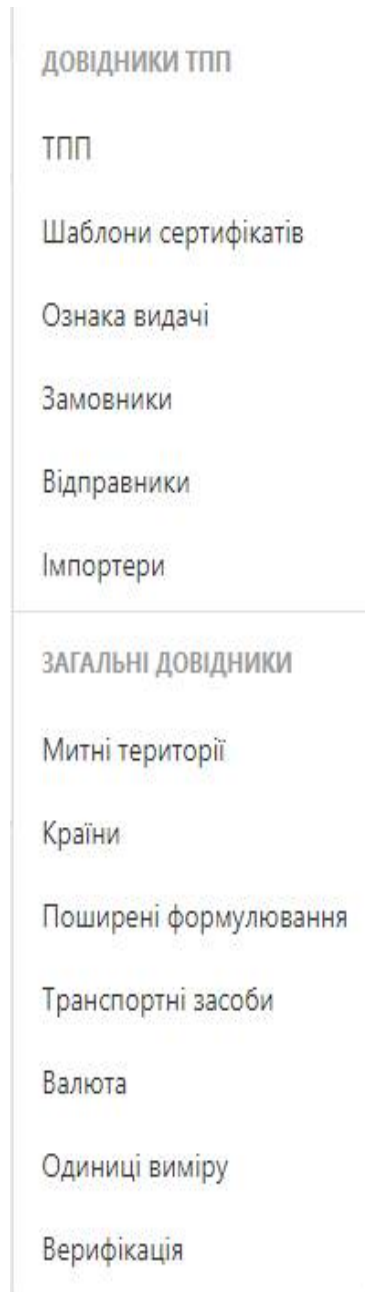 ДОВІДНИКИ ТПП
ТПП
Шаблони сертифікатів
Ознака видачі
Замовники
Відправники
Імпортери
ЗАГАЛЬНІ ДОВІДНИКИ
Митні території
Країни
Поширені формулювання
Транспортні засоби
Валюта
Одиниці виміру
Верифікація